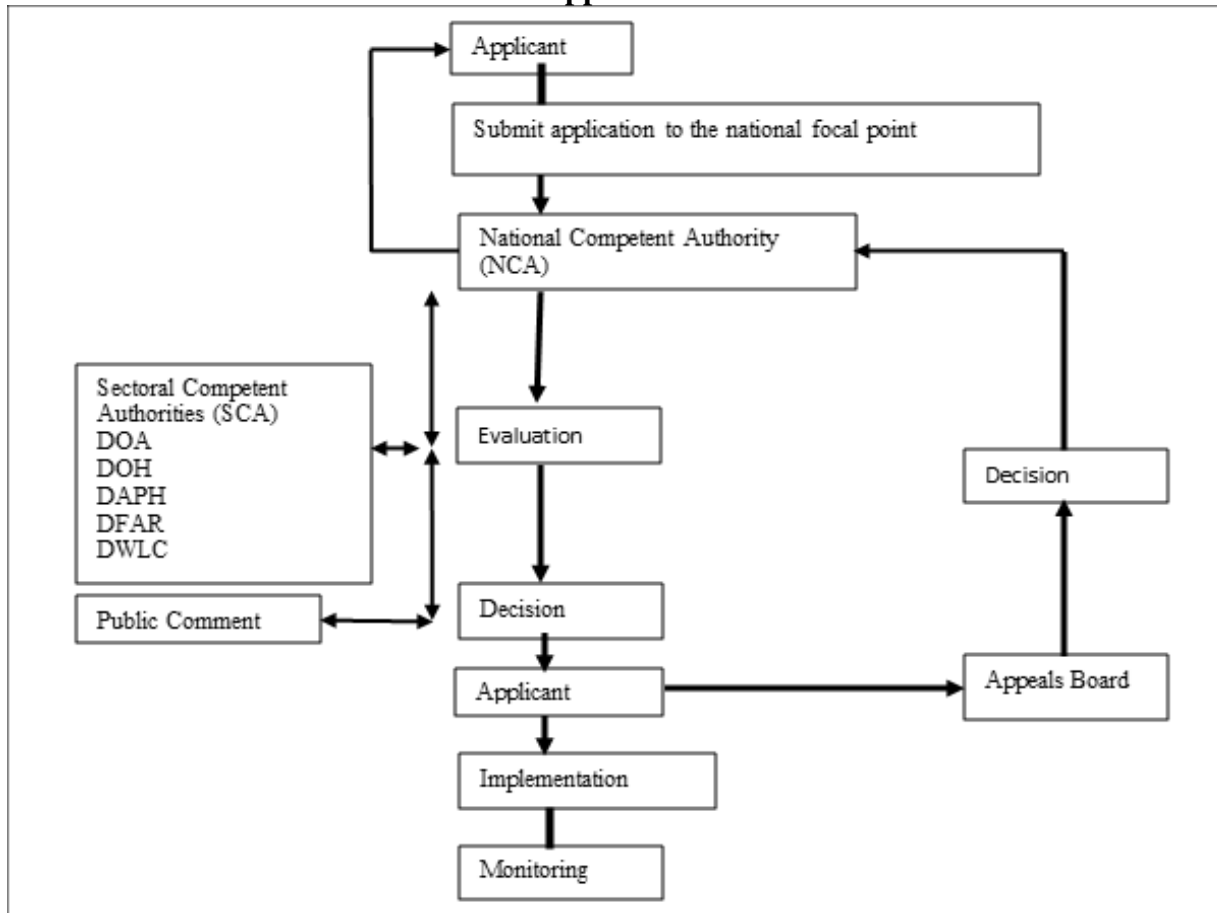 Applicant
Submit application to the national focal point
National Competent Authority
(NCA)
Sectoral Competent
Authorities (SCA)
DOA
DOH
DAPH
DFAR
DWLC
Evaluation
Decision
Public Comment
Decision
Applicant
Appeals Board
Implementation
Monitoring